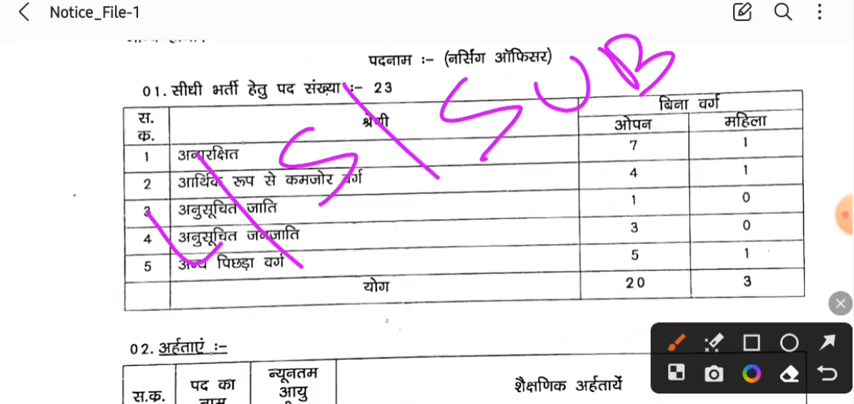 Notice_File-1
पदनाम :- (नर्सिंग ऑफिसर)
01. सीधी भर्ती हेतु पद संख्या :- 23
स. क. श्रेणी बिना वर्ग
ओपन महिला
1 अनारक्षित 7 1
2 आर्थिक रूप से कमजोर वर्ग 4 1
3 अनुसूचित जाति 1 0
4 अनुसूचित जनजाति 3 0
5 अन्य पिछड़ा वर्ग 5 1
योग 20 3
SUB
02. अर्हताएं :-
स.क. पद का नाम न्यूनतम आयु शैक्षणिक अर्हतायें